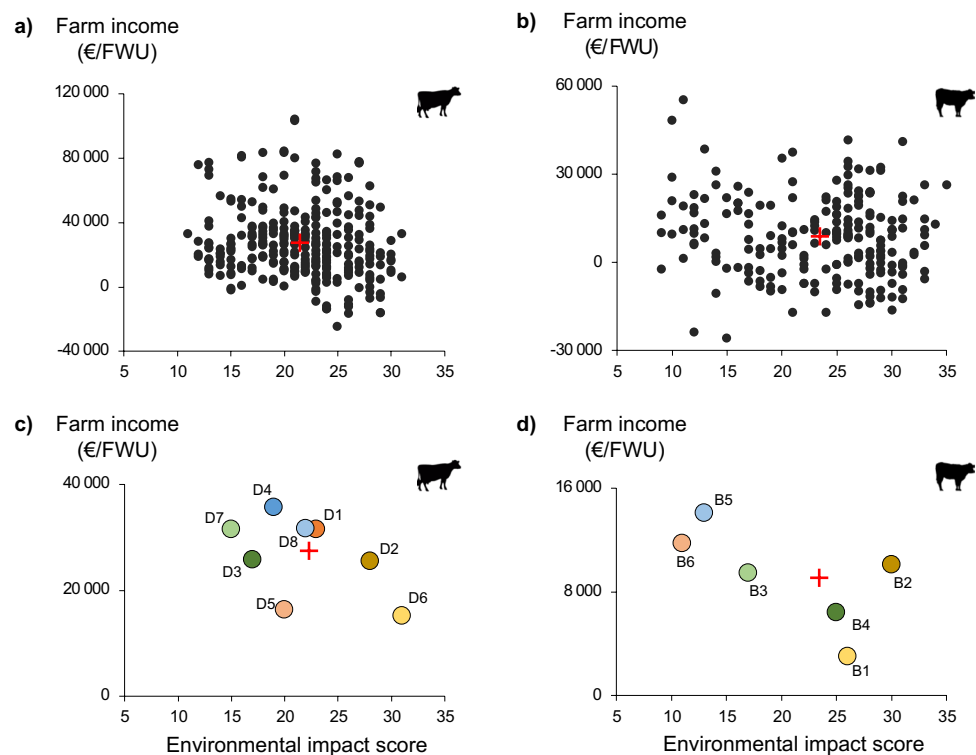 a) Farm income
(€/FWU)
120 000
80 000
40 000
0
-40 000
5 10 15 20 25 30 35
b) Farm income
(€/FWU)
60 000
30 000
0
-30 000
5 10 15 20 25 30 35
c) Farm income
(€/FWU)
40 000
20 000
0
D4
D7
D1
D8
D3
D2
D5
D6
5 10 15 20 25 30 35
Environmental impact score
d) Farm income
(€/FWU)
16 000
8 000
0
B5
B6
B3
B2
B4
B1
5 10 15 20 25 30 35
Environmental impact score